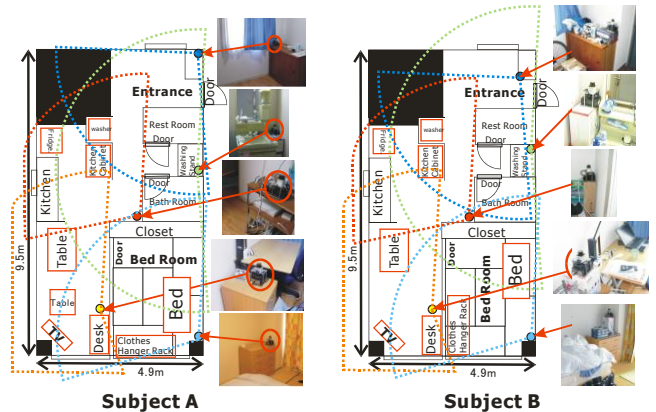 Entrance
Door
Rest Room
Door
Fridge
washer
Kitchen
Cabinet
Washing
Stand
Kitchen
Door
Bath Room
9.5m
Closet
Table
Door
Bed Room
Table
Bed
TV
Desk
Clothes
Hanger Rack
4.9m
Subject A
Entrance
Door
Rest Room
Door
Fridge
washer
Kitchen
Cabinet
Washing
Stand
Kitchen
Door
Bath Room
9.5m
Closet
Table
Door
Bed Room
Bed
TV
Desk
Clothes
Hanger Rack
4.9m
Subject B